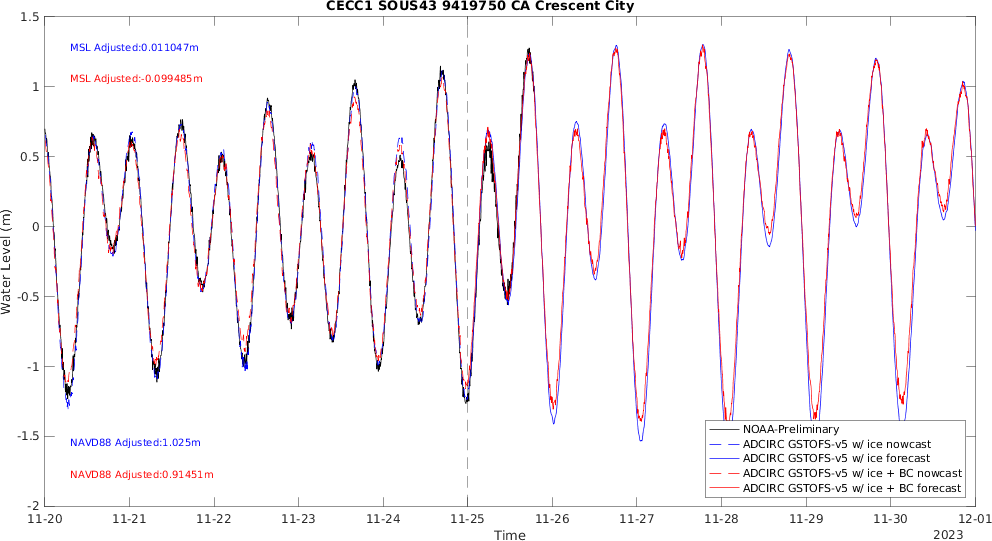 CECC1 SOUS43 9419750 CA Crescent City
1.5
1
0.5
0
-0.5
-1
-1.5
-2
Water Level (m)
MSL Adjusted:0.011047m
MSL Adjusted:-0.099485m
NAVD88 Adjusted:1.025m
NAVD88 Adjusted:0.91451m
NOAA-Preliminary
ADCIRC GSTOFS-v5 w/ ice nowcast
ADCIRC GSTOFS-v5 w/ ice forecast
ADCIRC GSTOFS-v5 w/ ice + BC nowcast
ADCIRC GSTOFS-v5 w/ ice + BC forecast
11-20 11-21 11-22 11-23 11-24 11-25 11-26 11-27 11-28 11-29 11-30 12-01
Time
2023